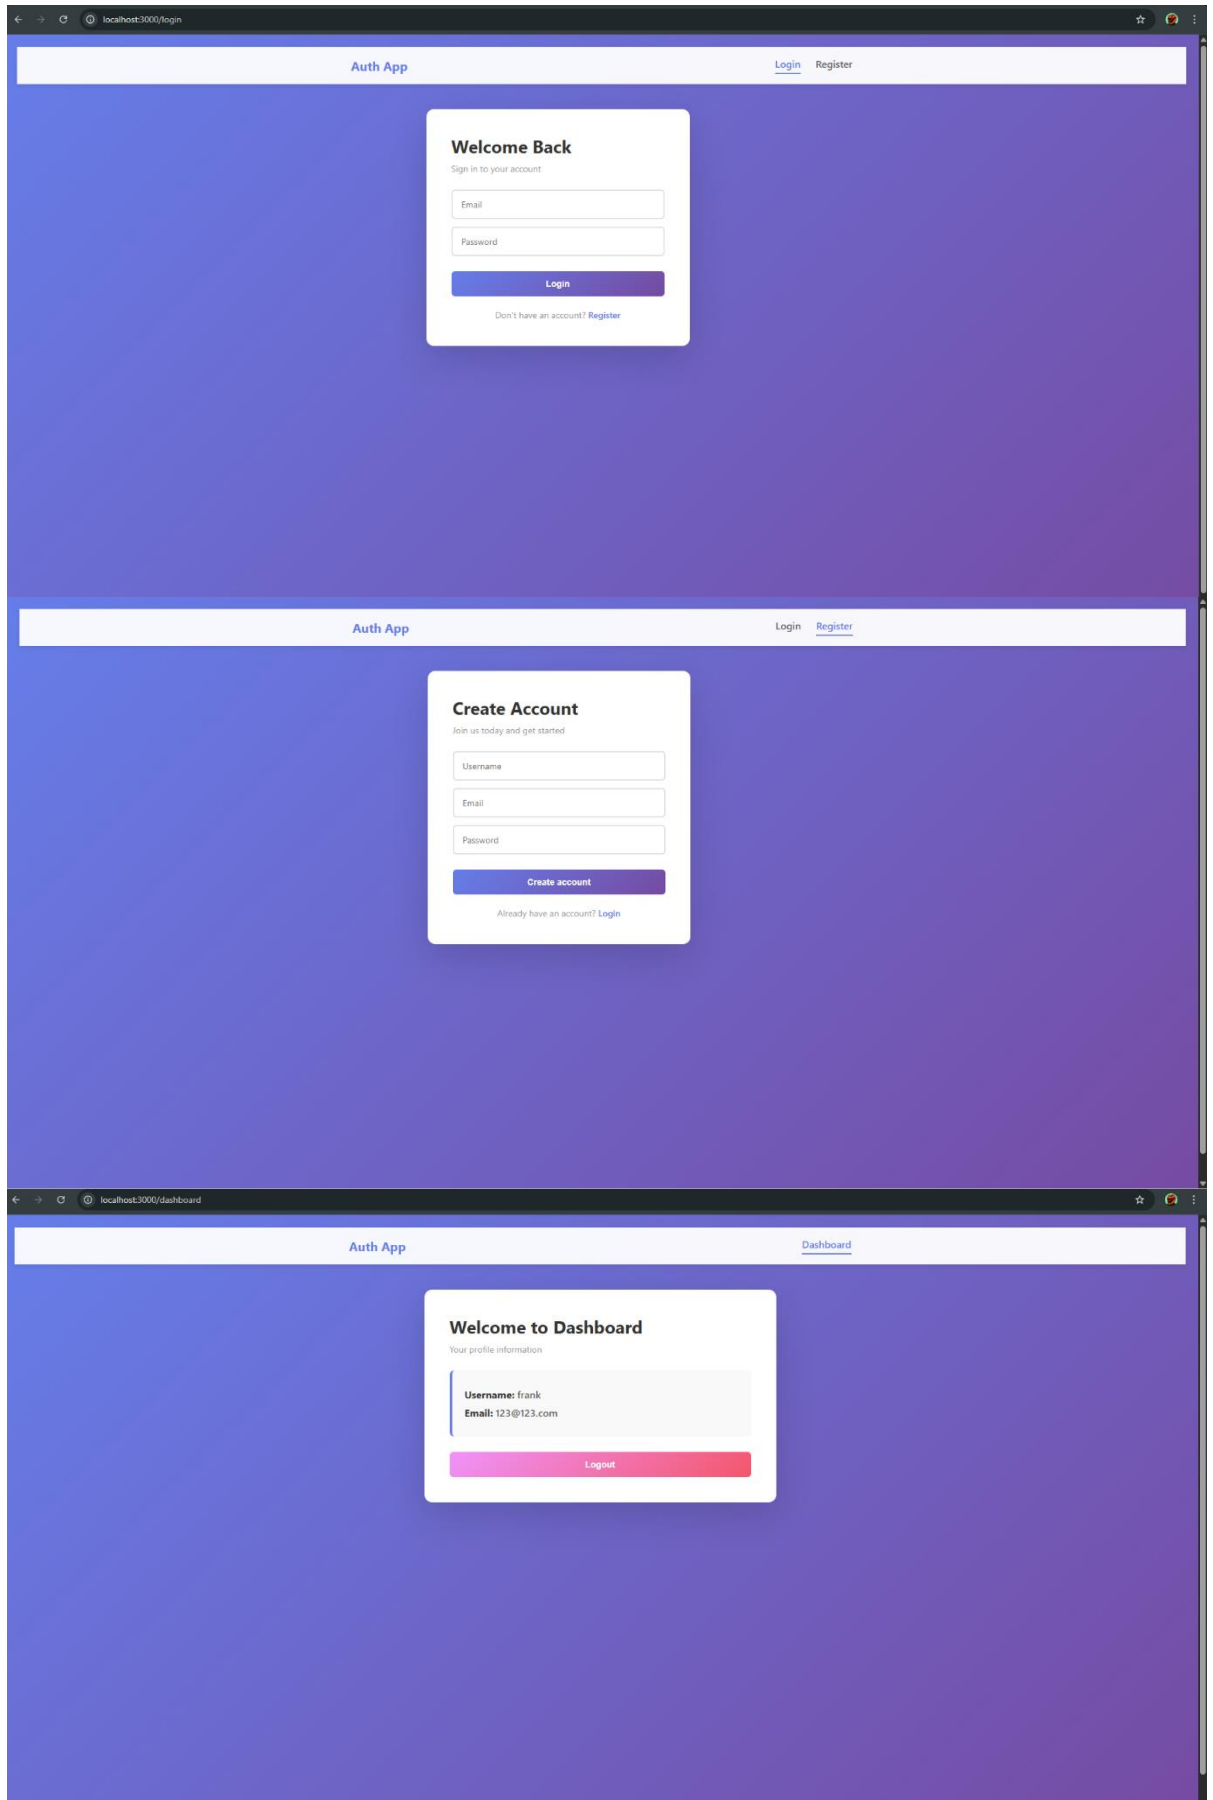 localhost:3000/login
Auth App
Login Register
Welcome Back
Sign in to your account
Email
Password
Login
Don't have an account? Register
Auth App
Login Register
Create Account
Join us today and get started
Username
Email
Password
Create account
Already have an account? Login
localhost:3000/dashboard
Auth App
Dashboard
Welcome to Dashboard
Your profile information
Username: frank
Email: 123@123.com
Logout